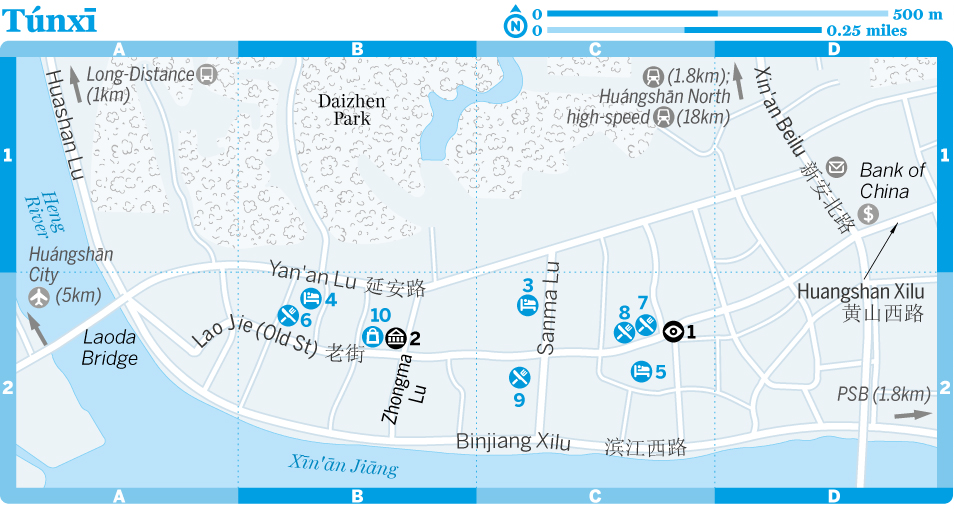 Túnxī
N
0
500 m
0
0.25 miles
A
B
C
D
1
1
2
2
Huashan Lu
Long-Distance
(1km)
Daizhen
Park
(1.8km);
Huángshān North
high-speed
(18km)
Xin'an Beilu 新安北路
Bank of
China
$
Heng
River
Huángshān
City
(5km)
Laoda
Bridge
Yan'an Lu 延安路
4
6
10
2
Lao Jie (Old St) 老街
Zhongma
Lu
3
Sanma Lu
8
7
1
5
9
Huangshan Xilu
黄山西路
PSB (1.8km)
Binjiang Xilu 滨江西路
Xīn'ān Jiāng
A
B
C
D